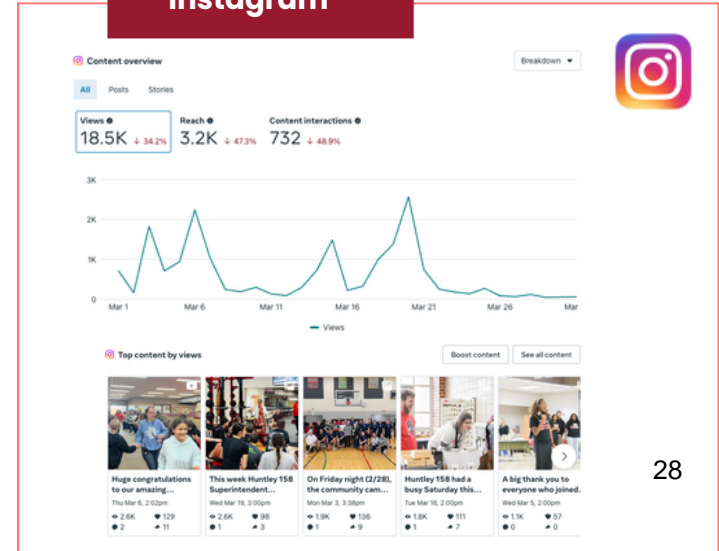 Instagram
Content overview
Breakdown
All Posts Stories
Views Reach Content interactions
18.5K ↓ 34.2% 3.2K ↓ 47.3% 732 ↓ 48.9%
3K
2K
1K
0
Mar 1 Mar 6 Mar 11 Mar 16 Mar 21 Mar 26 Mar
Views
Top content by views
Boost content See all content
Huge congratulations
to our amazing...
Thu Mar 6, 2:02pm
2.6K 129
2 11
This week Huntley 158
Superintendent...
Wed Mar 19, 3:00pm
2.6K 98
1 3
On Friday night (2/28),
the community cam...
Mon Mar 3, 3:38pm
1.9K 136
1 9
Huntley 158 had a
busy Saturday this...
Tue Mar 18, 2:00pm
1.8K 111
1 7
A big thank you to
everyone who joined.
Wed Mar 5, 2:00pm
1.1K 57
0 0
28